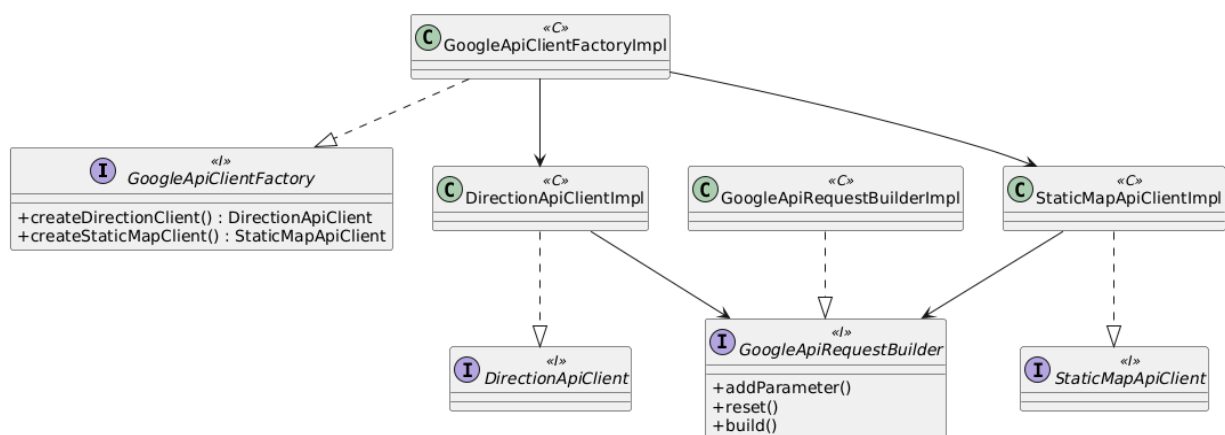 C
«C»
GoogleApiClientFactoryImpl
I
«I»
GoogleApiClientFactory
+createDirectionClient() : DirectionApiClient
+createStaticMapClient() : StaticMapApiClient
C
«C»
DirectionApiClientImpl
C
«C»
GoogleApiRequestBuilderImpl
C
«C»
StaticMapApiClientImpl
I
«I»
DirectionApiClient
I
«I»
GoogleApiRequestBuilder
+addParameter()
+reset()
+build()
I
«I»
StaticMapApiClient